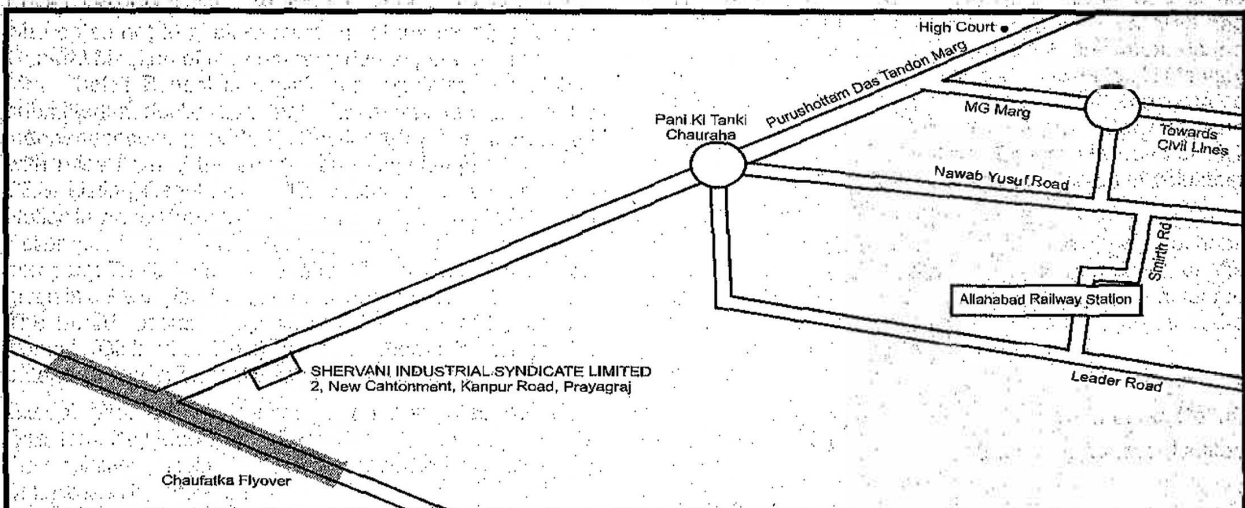 High Court
Purushottam Das Tandon Marg
MG Marg
Pani Ki Tanki
Chauraha
Towards
Civil Lines
Nawab Yusuf Road
Smirth Rd
Allahabad Railway Station
SHERVANI INDUSTRIAL SYNDICATE LIMITED
2, New Cantonment, Kanpur Road, Prayagraj
Leader Road
Chaufatka Flyover